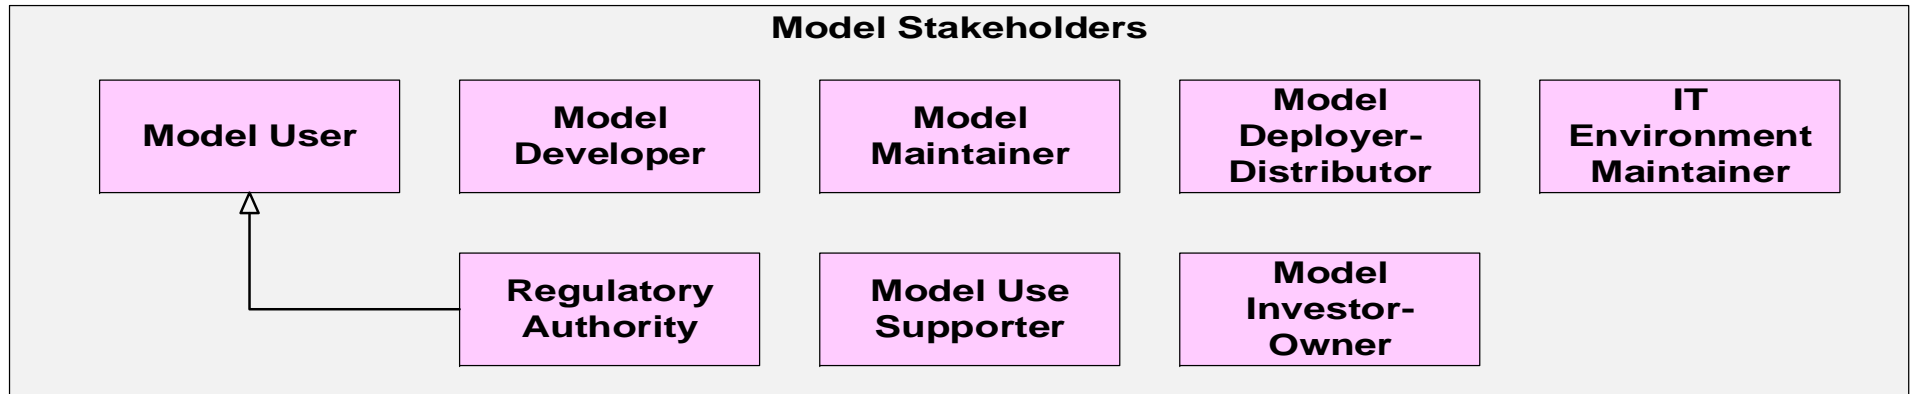 Model Stakeholders
Model User
Model
Developer
Model
Maintainer
Model
Deployer-
Distributor
IT
Environment
Maintainer
Regulatory
Authority
Model Use
Supporter
Model
Investor-
Owner